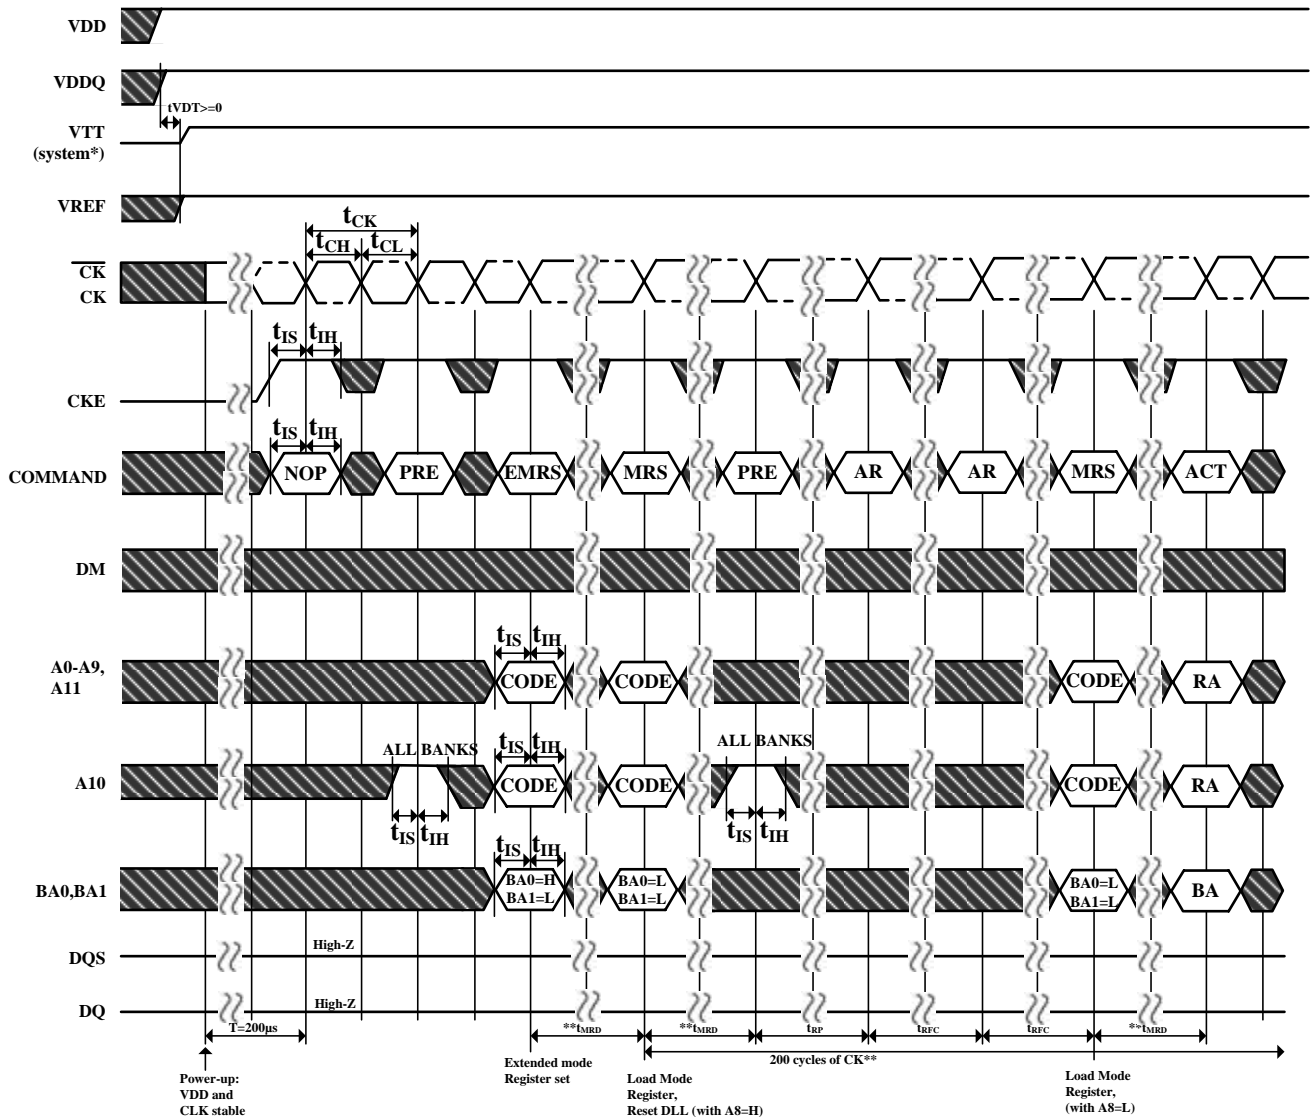 VDD
VDDQ
tVDT>=0
VTT
(system*)
VREF
tCK
tCH tCL
CK
CK
tIS tIH
CKE
tIS tIH
COMMAND NOP PRE EMRS MRS PRE AR AR MRS ACT
DM
tIS tIH
A0-A9,
A11
CODE CODE CODE RA
ALL BANKS tIS tIH ALL BANKS
A10 CODE CODE CODE RA
tIS tIH tIS tIH
tIS tIH
BA0,BA1
BA0=H BA0=L BA0=L
BA1=L BA1=L BA1=L
BA
High-Z
DQS
High-Z
DQ
T=200µs **tMRD **tMRD tRP tRFC tRFC **tMRD
200 cycles of CK**
Power-up:
VDD and
CLK stable
Extended mode
Register set
Load Mode
Register,
Reset DLL (with A8=H)
Load Mode
Register,
(with A8=L)